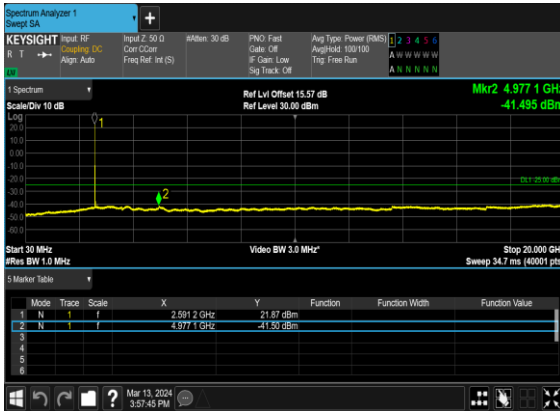 Spectrum Analyzer 1
Swept SA
+
KEYSIGHT Input: RF Input Z: 50 Ω #Atten: 30 dB PNO: Fast Avg Type: Power (RMS) 1 2 3 4 5 6
R T Coupling: DC Corr CCorr Gate: Off Avg|Hold: 100/100 A W W W W W
Align: Auto Freq Ref: Int (S) IF Gain: Low Trig: Free Run
Sig Track: Off A N N N N N
1 Spectrum Ref Lvl Offset 15.57 dB Mkr2 4.977 1 GHz
Scale/Div 10 dB Ref Level 30.00 dBm -41.495 dBm
Log
20.0
10.0
0.00
-10.0
-20.0
-30.0
-40.0
-50.0
-60.0
1
2
DL1 -25.00 dBm
Start 30 MHz Video BW 3.0 MHz* Stop 20.000 GHz
#Res BW 1.0 MHz Sweep 34.7 ms (40001 pts)
5 Marker Table
Mode Trace Scale X Y Function Function Width Function Value
1 N 1 f 2.591 2 GHz 21.87 dBm
2 N 1 f 4.977 1 GHz -41.50 dBm
3
4
5
6
? Mar 13, 2024
3:57:45 PM